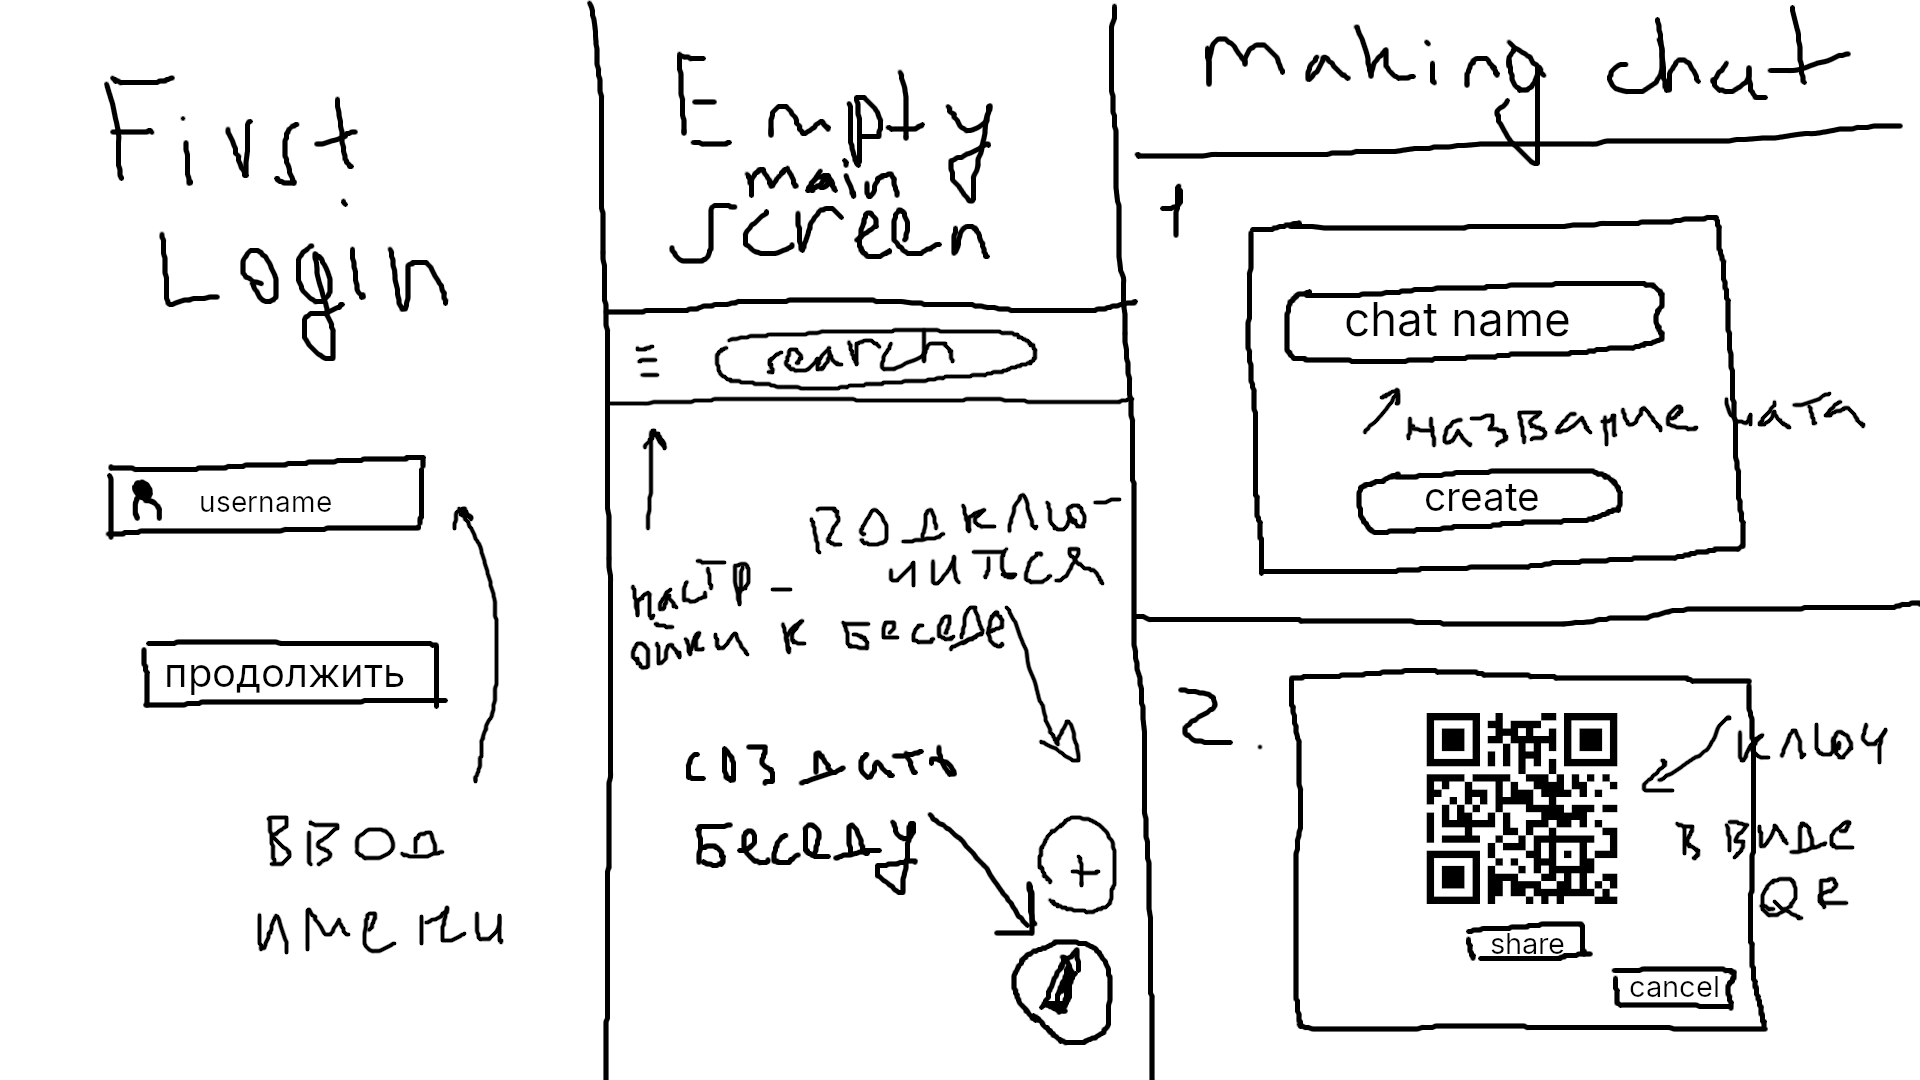 First
Login
username
продолжить
ввод
имени
Empty
main
screen
search
подклю-
читься
настр-
ойки к беседе
создать
беседу
+
making chat
1
chat name
название чата
create
2.
ключ
в виде
QR
share
cancel